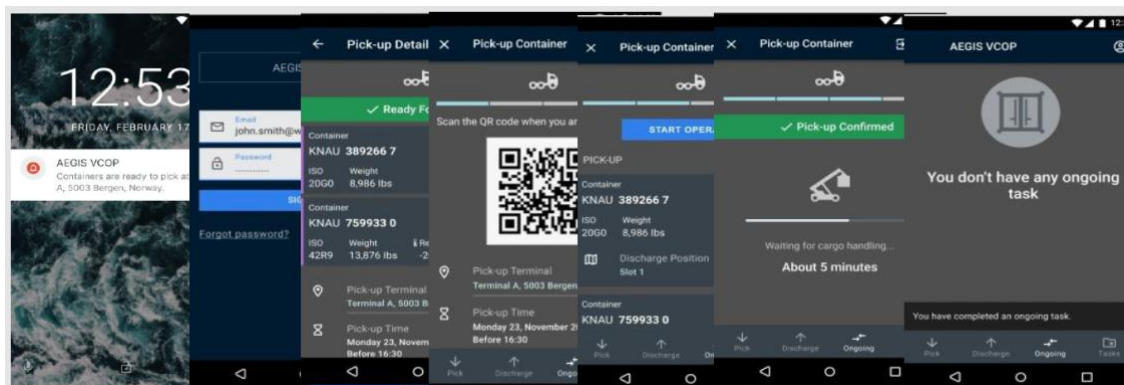 12:53
FRIDAY, FEBRUARY 17
AEGIS VCOP
Containers are ready to pick at
A, 5003 Bergen, Norway.
AEGIS
Email
john.smith@w
Password
SIG
Forgot password?
Pick-up Detail
Ready Fo
Container
KNAU 389266 7
ISO Weight
20G0 8,986 lbs
Container
KNAU 759933 0
ISO Weight Re
42R9 13,876 lbs -2
Pick-up Terminal
Terminal A, 5003 B
Pick-up Time
Monday 23, Novem
Before 16:30
Pick-up Container
Scan the QR code when you ar
Pick-up Terminal
Terminal A, 5003 Bergen
Pick-up Time
Monday 23, November 2
Before 16:30
Pick Discharge Ongo
Pick-up Container
START OPERA
PICK-UP
Container
KNAU 389266 7
ISO Weight
20G0 8,986 lbs
Discharge Position
Slot 1
Container
KNAU 759933 0
Pick Discharge On
Pick-up Container
Pick-up Confirmed
Waiting for cargo handling...
About 5 minutes
Pick Discharge Ongoing
12:
AEGIS VCOP
You don't have any ongoing
task
You have completed an ongoing task.
Pick Discharge Ongoing Tasks